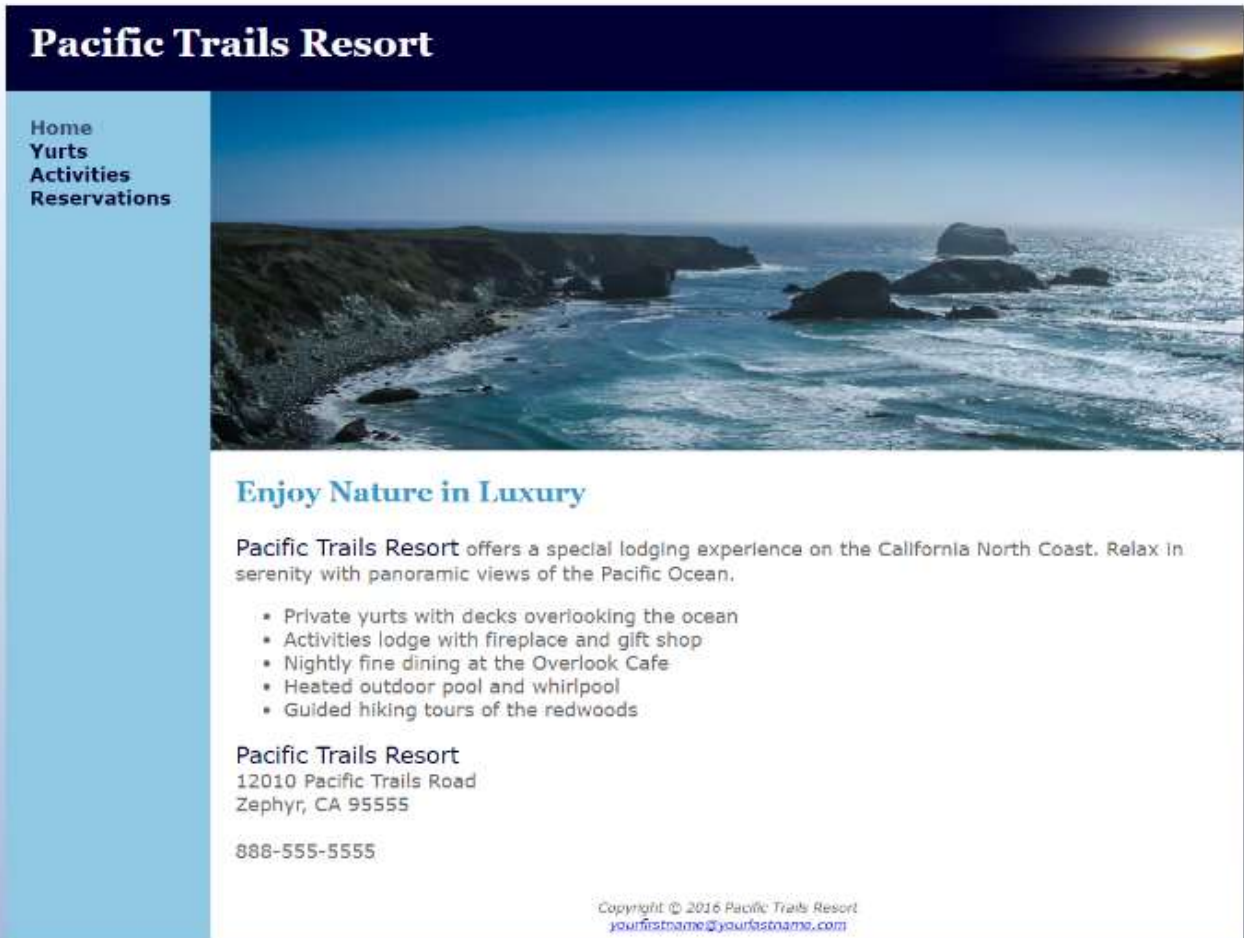 Pacific Trails Resort
Home
Yurts
Activities
Reservations
Enjoy Nature in Luxury
Pacific Trails Resort offers a special lodging experience on the California North Coast. Relax in
serenity with panoramic views of the Pacific Ocean.
• Private yurts with decks overlooking the ocean
• Activities lodge with fireplace and gift shop
• Nightly fine dining at the Overlook Cafe
• Heated outdoor pool and whirlpool
• Guided hiking tours of the redwoods
Pacific Trails Resort
12010 Pacific Trails Road
Zephyr, CA 95555
888-555-5555
Copyright © 2016 Pacific Trails Resort
yourfirstname@yourlastname.com